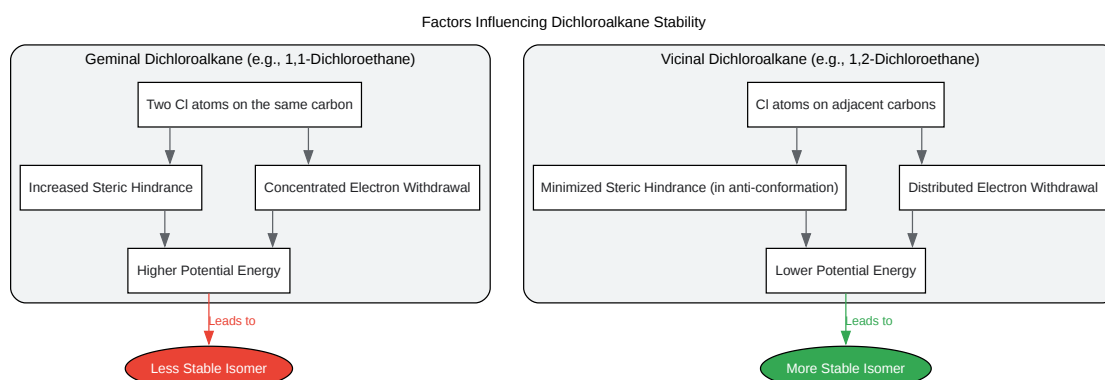 Factors Influencing Dichloroalkane Stability
Geminal Dichloroalkane (e.g., 1,1-Dichloroethane)
Two Cl atoms on the same carbon
Increased Steric Hindrance
Concentrated Electron Withdrawal
Higher Potential Energy
Leads to
Less Stable Isomer
Vicinal Dichloroalkane (e.g., 1,2-Dichloroethane)
Cl atoms on adjacent carbons
Minimized Steric Hindrance (in anti-conformation)
Distributed Electron Withdrawal
Lower Potential Energy
Leads to
More Stable Isomer